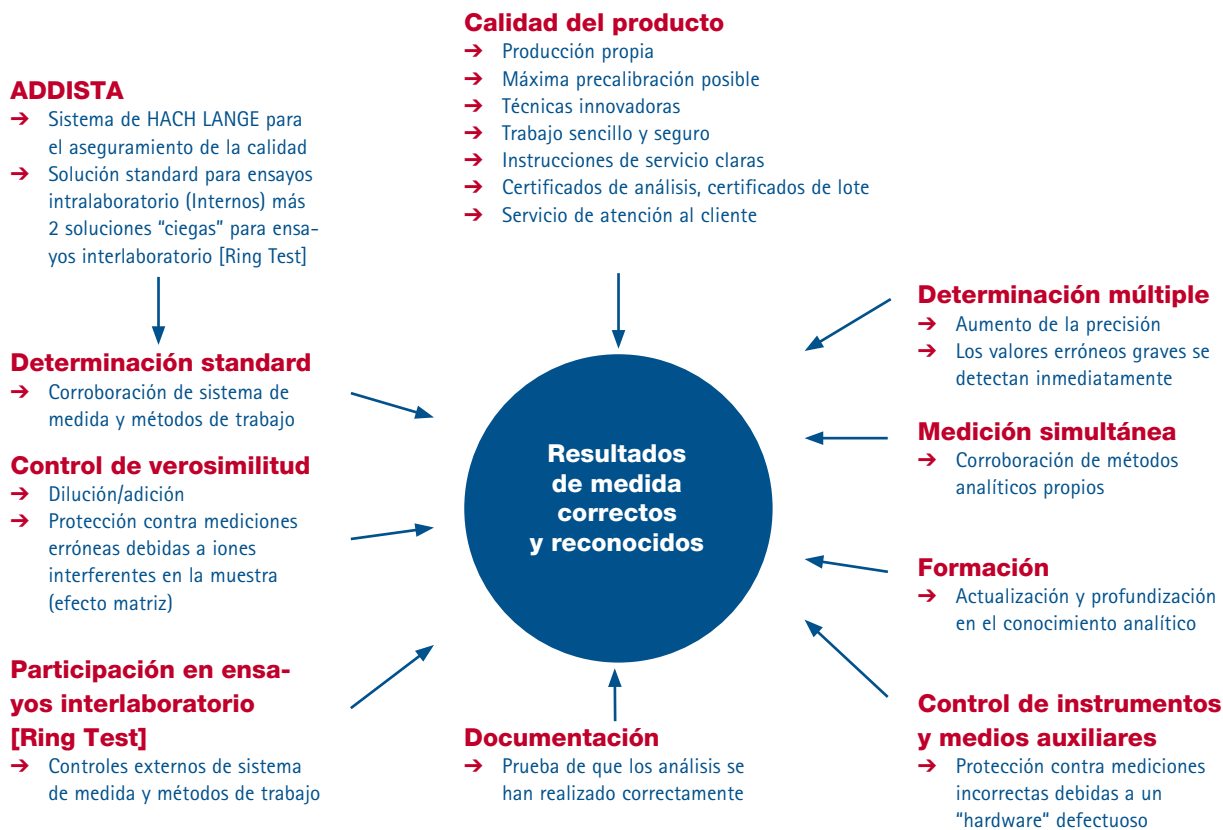 Calidad del producto
➔ Producción propia
➔ Máxima precalibración posible
➔ Técnicas innovadoras
➔ Trabajo sencillo y seguro
➔ Instrucciones de servicio claras
➔ Certificados de análisis, certificados de lote
➔ Servicio de atención al cliente
ADDISTA
➔ Sistema de HACH LANGE para
el aseguramiento de la calidad
➔ Solución standard para ensayos
intralaboratorio (Internos) más
2 soluciones "ciegas" para ensa-
yos interlaboratorio [Ring Test]
Determinación standard
➔ Corroboración de sistema de
medida y métodos de trabajo
Control de verosimilitud
➔ Dilución/adición
➔ Protección contra mediciones
erróneas debidas a iones
interferentes en la muestra
(efecto matriz)
Participación en ensa-
yos interlaboratorio
[Ring Test]
➔ Controles externos de sistema
de medida y métodos de trabajo
Resultados
de medida
correctos
y reconocidos
Documentación
➔ Prueba de que los análisis se
han realizado correctamente
Determinación múltiple
➔ Aumento de la precisión
➔ Los valores erróneos graves se
detectan inmediatamente
Medición simultánea
➔ Corroboración de métodos
analíticos propios
Formación
➔ Actualización y profundización
en el conocimiento analítico
Control de instrumentos
y medios auxiliares
➔ Protección contra mediciones
incorrectas debidas a un
"hardware" defectuoso